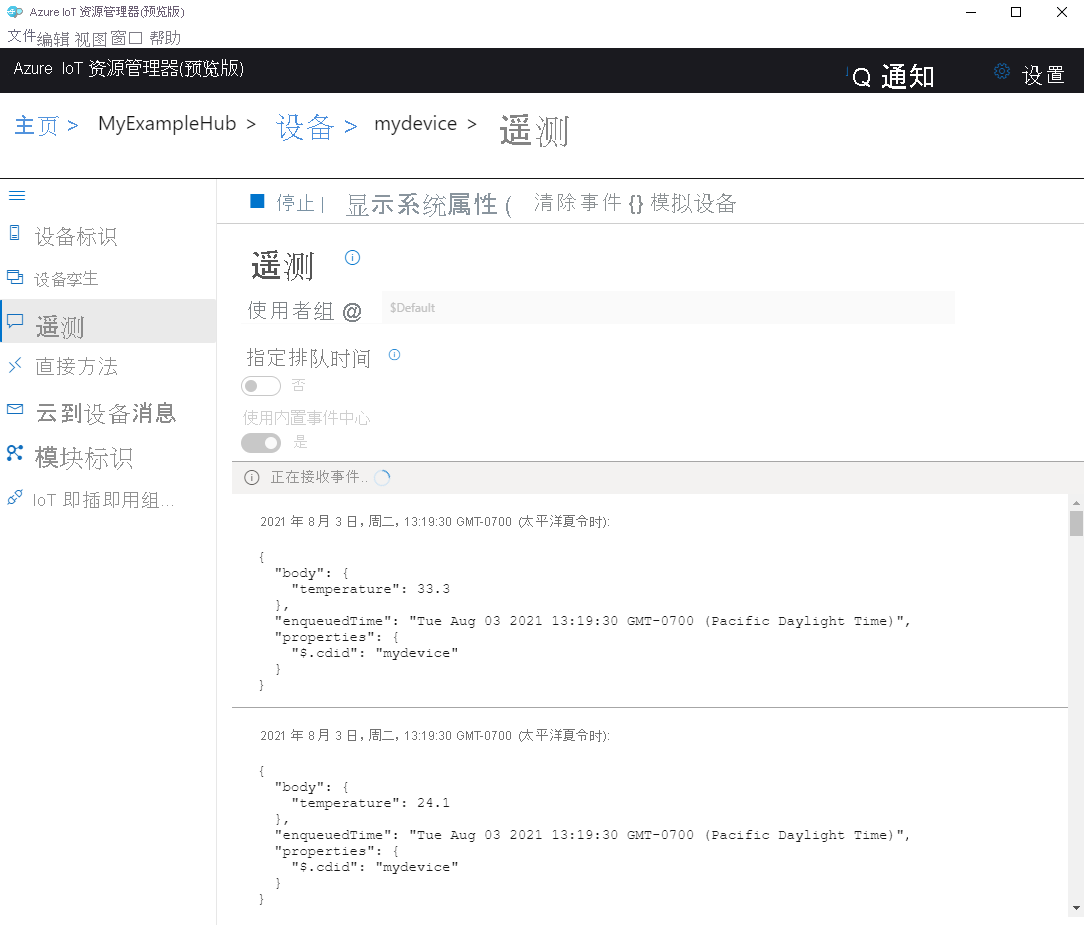 Azure IoT 资源管理器(预览版)
文件 编辑 视图 窗口 帮助
Azure IoT 资源管理器(预览版) Q 通知 设置
主页 > MyExampleHub > 设备 > mydevice > 遥测
停止 | 显示系统属性 ( 清除事件 {} 模拟设备
设备标识
设备孪生
遥测
直接方法
云到设备消息
模块标识
IoT 即插即用组...
遥测
使用者组 @ $Default
指定排队时间
否
使用内置事件中心
是
正在接收事件..
2021 年 8 月 3 日, 周二, 13:19:30 GMT-0700 (太平洋夏令时):
{
"body": {
"temperature": 33.3
},
"enqueuedTime": "Tue Aug 03 2021 13:19:30 GMT-0700 (Pacific Daylight Time)",
"properties": {
"$.cdid": "mydevice"
}
}
2021 年 8 月 3 日, 周二, 13:19:30 GMT-0700 (太平洋夏令时):
{
"body": {
"temperature": 24.1
},
"enqueuedTime": "Tue Aug 03 2021 13:19:30 GMT-0700 (Pacific Daylight Time)",
"properties": {
"$.cdid": "mydevice"
}
}